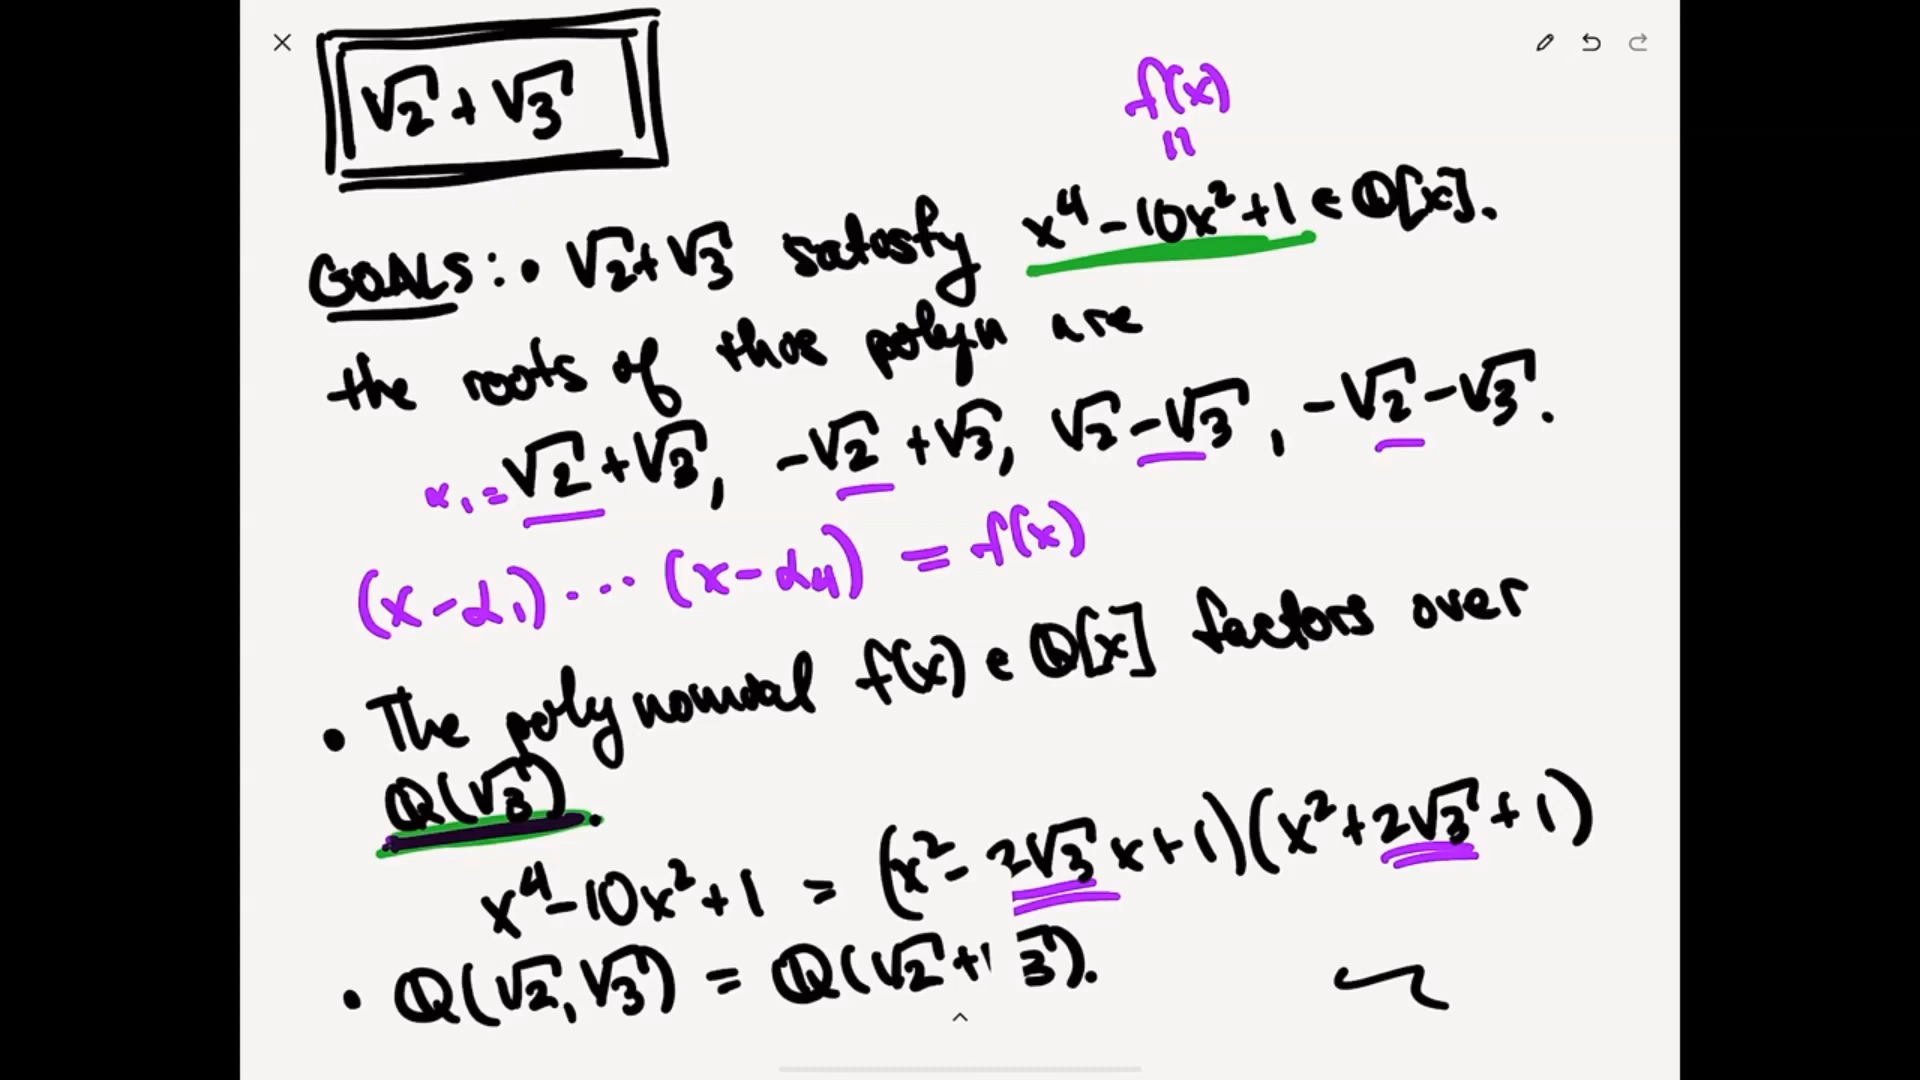 √2 + √3
f(x)
=
GOALS: • √2+√3 satisfy x⁴-10x²+1 ∈ ℚ[x].
the roots of this polyn are
α₁ = √2 + √3, -√2 + √3, √2 - √3, -√2 - √3.
(x-α₁) ... (x-α₄) = f(x)
• The polynomial f(x) ∈ ℚ[x] factors over
ℚ(√3)
x⁴-10x²+1 = (x²-2√3x+1)(x²+2√3+1)
• ℚ(√2,√3) = ℚ(√2+√3).